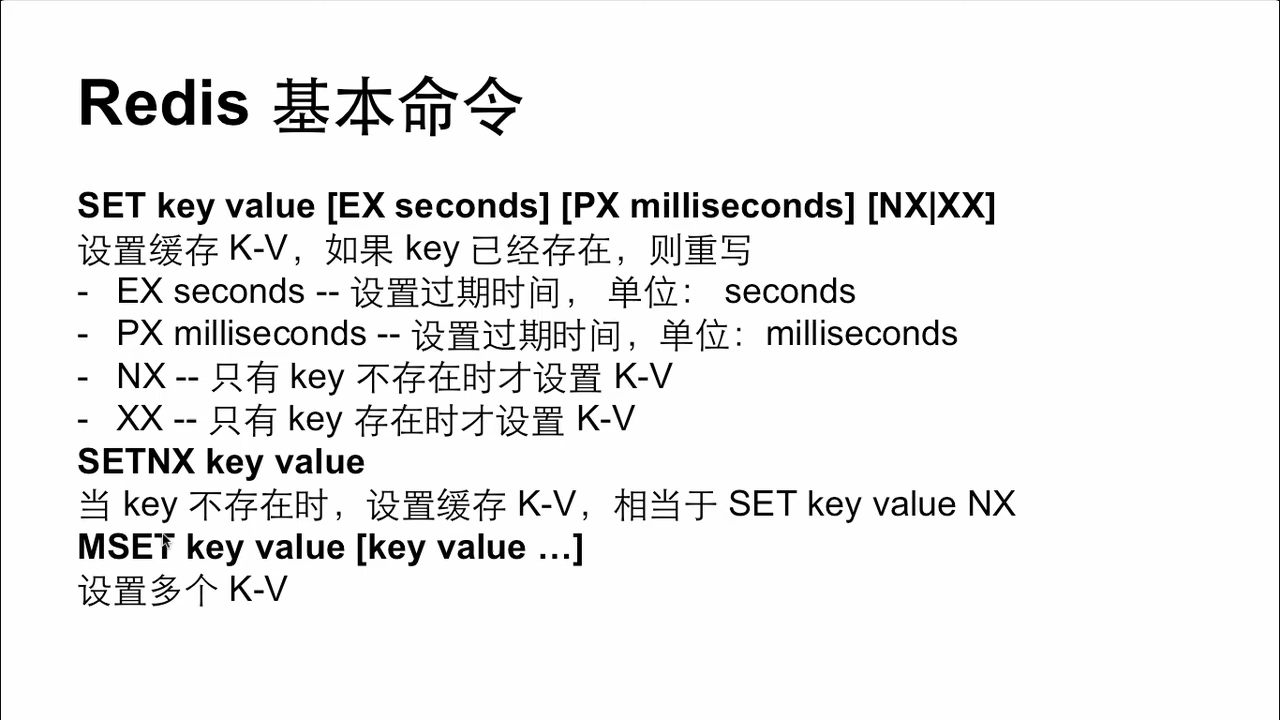 Redis 基本命令
SET key value [EX seconds] [PX milliseconds] [NX|XX]
设置缓存 K-V，如果 key 已经存在，则重写
- EX seconds -- 设置过期时间， 单位： seconds
- PX milliseconds -- 设置过期时间，单位：milliseconds
- NX -- 只有 key 不存在时才设置 K-V
- XX -- 只有 key 存在时才设置 K-V
SETNX key value
当 key 不存在时，设置缓存 K-V，相当于 SET key value NX
MSET key value [key value …]
设置多个 K-V